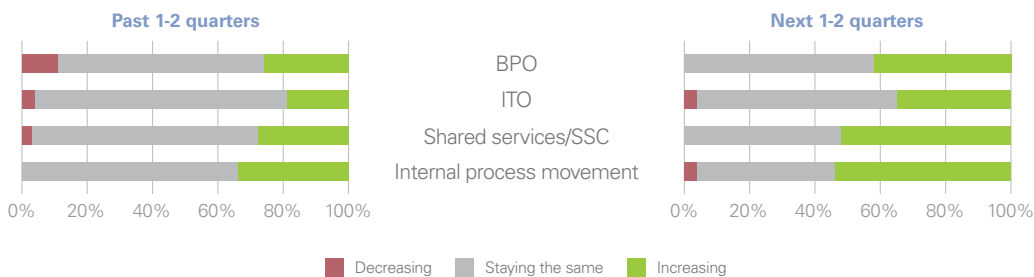 Past 1-2 quarters
Next 1-2 quarters
BPO
ITO
Shared services/SSC
Internal process movement
0% 20% 40% 60% 80% 100%
0% 20% 40% 60% 80% 100%
Decreasing Staying the same Increasing